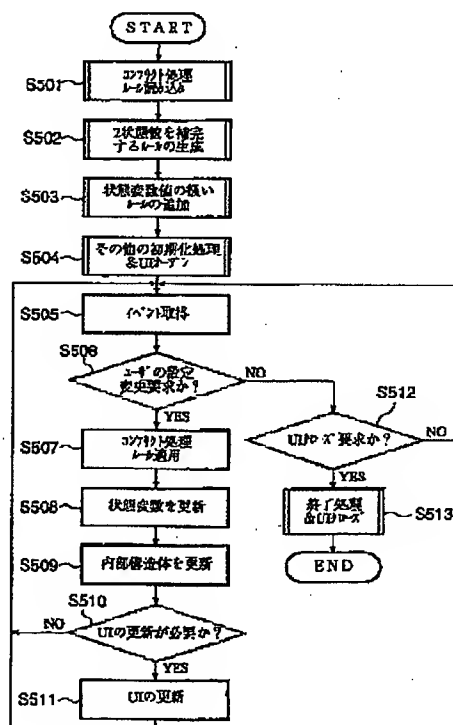 START
S501
コンフリクト処理
ルール読み込み
S502
2状態値を補完
するルールの生成
S503
状態変数値の扱い
ルールの追加
S504
その他の初期化処理
&UIオープン
S505
イベント取得
S506
ユーザの設定
変更要求か?
NO
YES
S512
UIクローズ要求か?
NO
YES
S507
コンフリクト処理
ルール適用
S508
状態変数を更新
終了処理
&UIクローズ
S513
S509
内部構造体を更新
END
S510
UIの更新が必要か?
NO
YES
S511
UIの更新